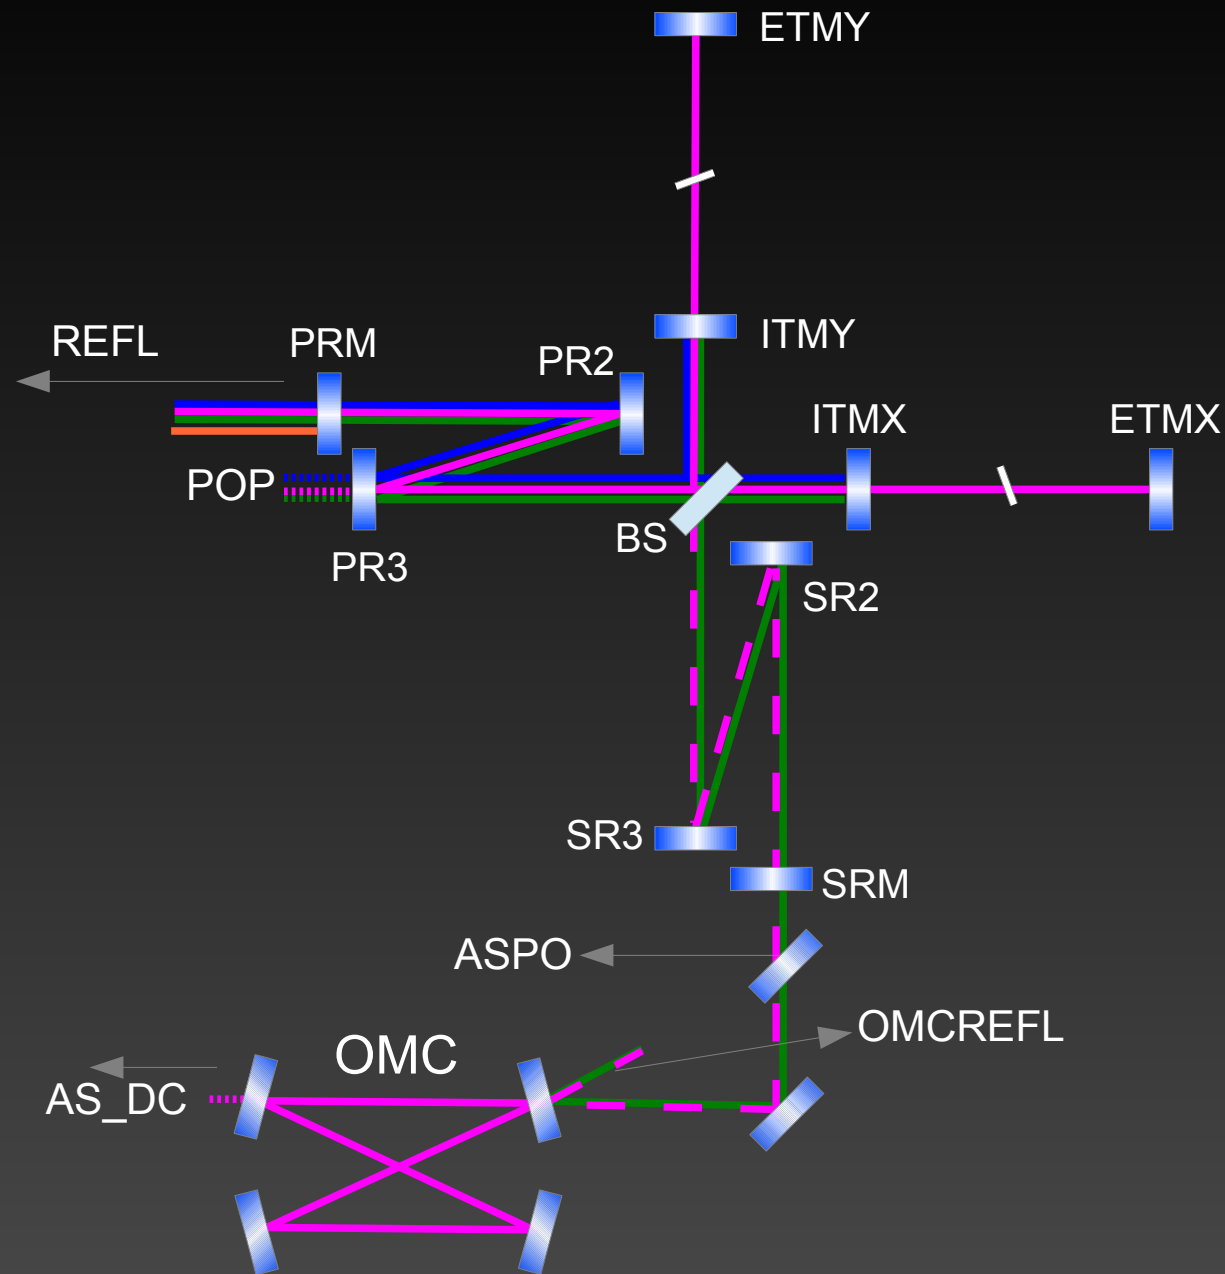 ETMY
REFL
PRM
PR2
ITMY
ITMX
ETMX
POP
BS
PR3
SR2
SR3
SRM
ASPO
OMCREFL
OMC
AS_DC